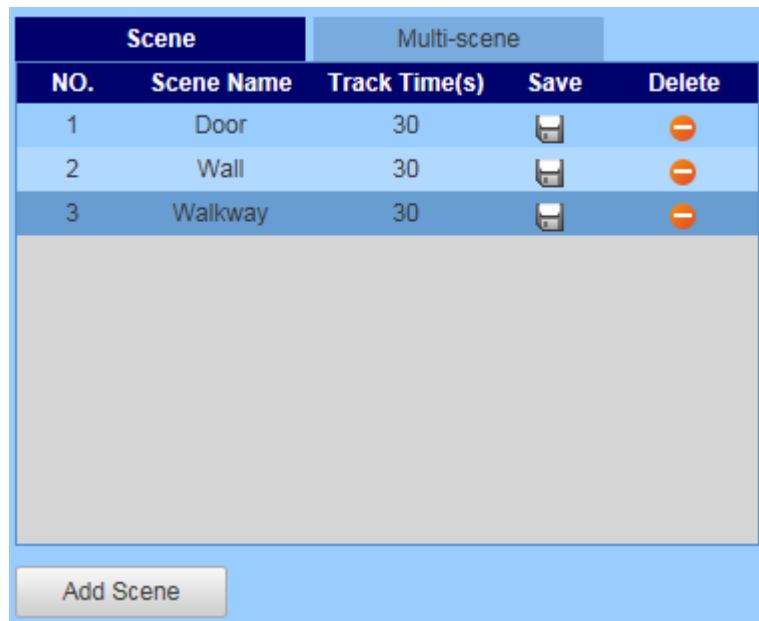 Scene Multi-scene
NO. Scene Name Track Time(s) Save Delete
1 Door 30
2 Wall 30
3 Walkway 30
Add Scene